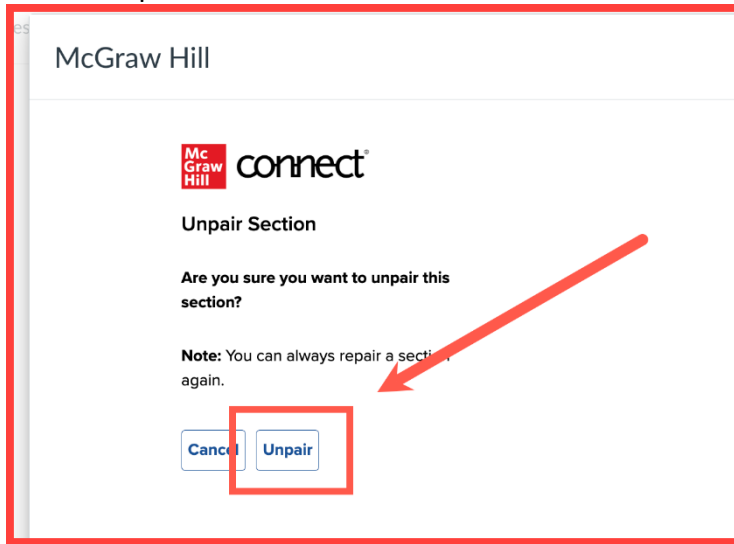 es
McGraw Hill
Mc
Graw
Hill
connect®
Unpair Section
Are you sure you want to unpair this
section?
Note: You can always repair a section
again.
Cancel
Unpair